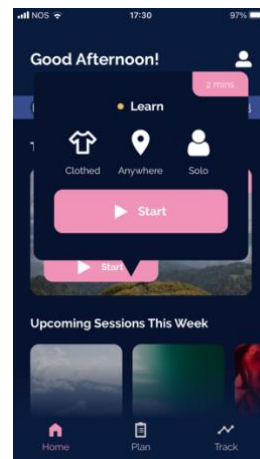 NOS 17:30 97%
Good Afternoon!
2 mins
Learn
Clothed Anywhere Solo
Start
Start
Upcoming Sessions This Week
Home Plan Track